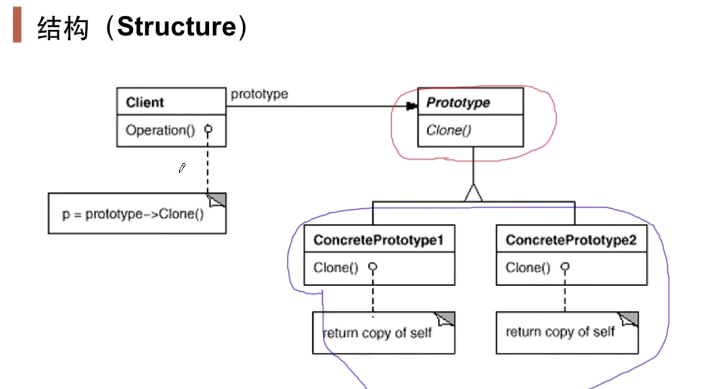 结构（Structure）
Client
prototype
Prototype
Operation()
Clone()
p = prototype->Clone()
ConcretePrototype1
ConcretePrototype2
Clone()
Clone()
return copy of self
return copy of self